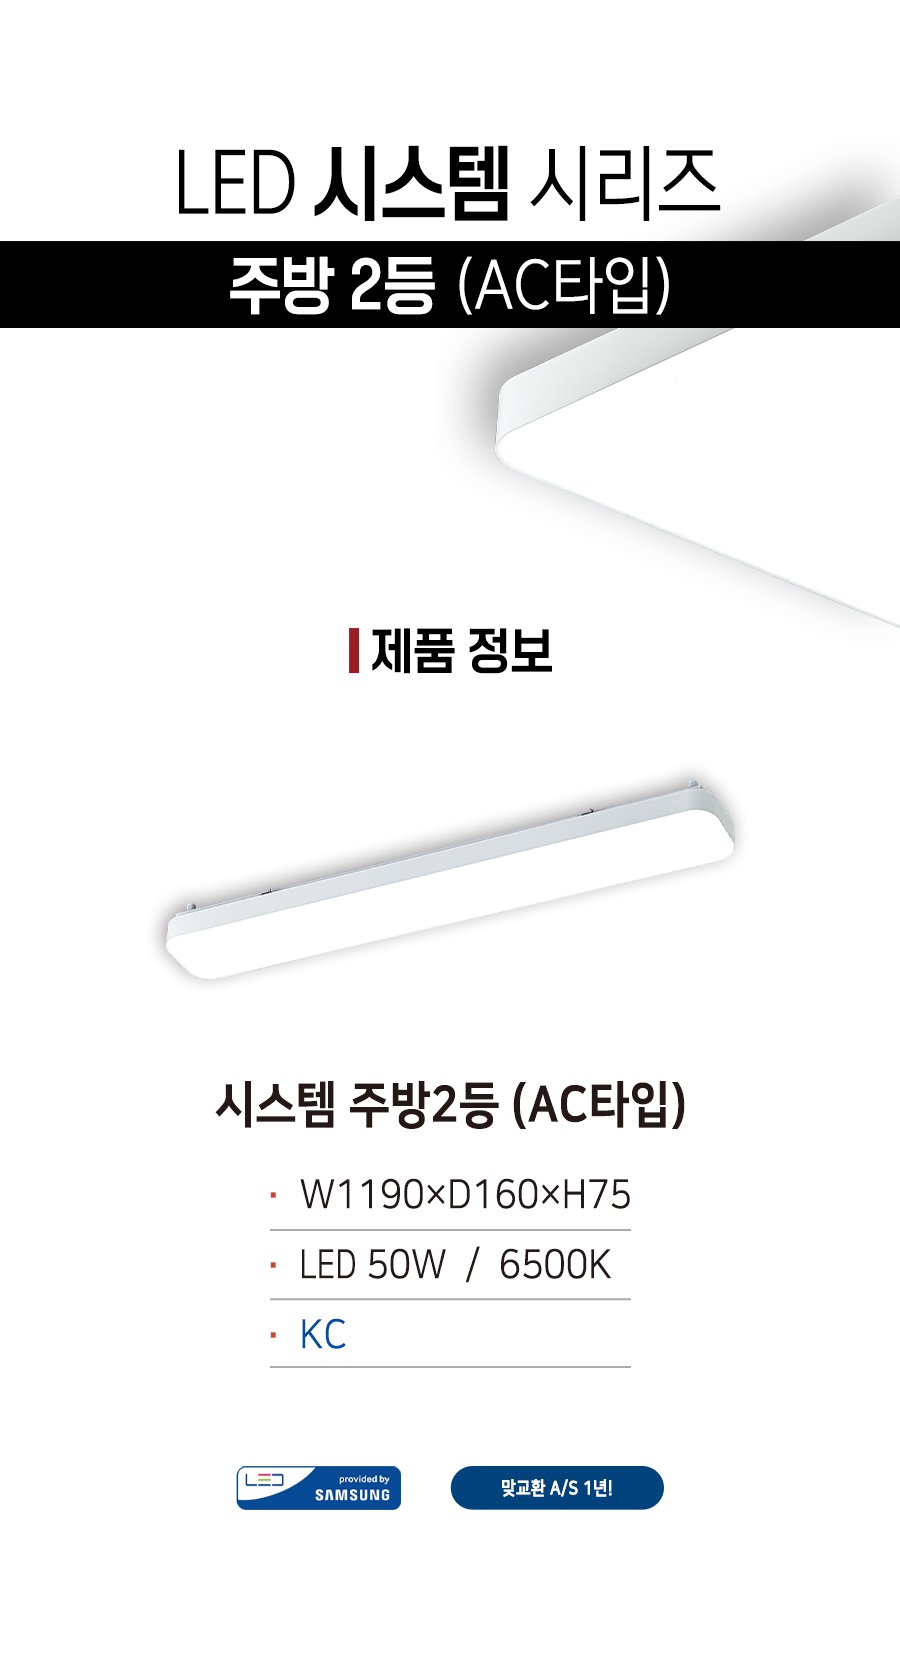 LED 시스템 시리즈
주방 2등 (AC타입)
제품 정보
시스템 주방2등 (AC타입)
· W1190×D160×H75
· LED 50W / 6500K
· KC
LED provided by
SAMSUNG
맞교환 A/S 1년!